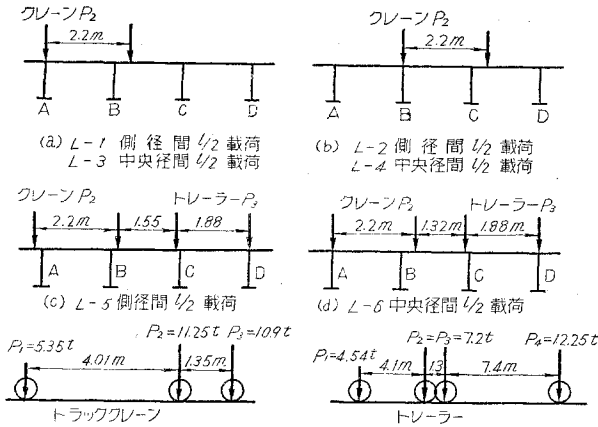 クレーンP₂
2.2m
A B C D
(a) L-1 側径間 l/2 載荷
L-3 中央径間 l/2 載荷
クレーンP₂
2.2m
A B C D
(b) L-2 側径間 l/2 載荷
L-4 中央径間 l/2 載荷
クレーンP₂ トレーラーP₃
2.2m 1.55 1.88
A B C D
(c) L-5 側径間 l/2 載荷
クレーンP₂ トレーラーP₃
2.2m 1.32m 1.88m
A B C D
(d) L-6 中央径間 l/2 載荷
P₁=5.35t P₂=11.25t P₃=10.9t
4.01m 1.35m
トラッククレーン
P₁=4.54t P₂=P₃=7.2t P₄=12.25t
4.1m 13 7.4m
トレーラー